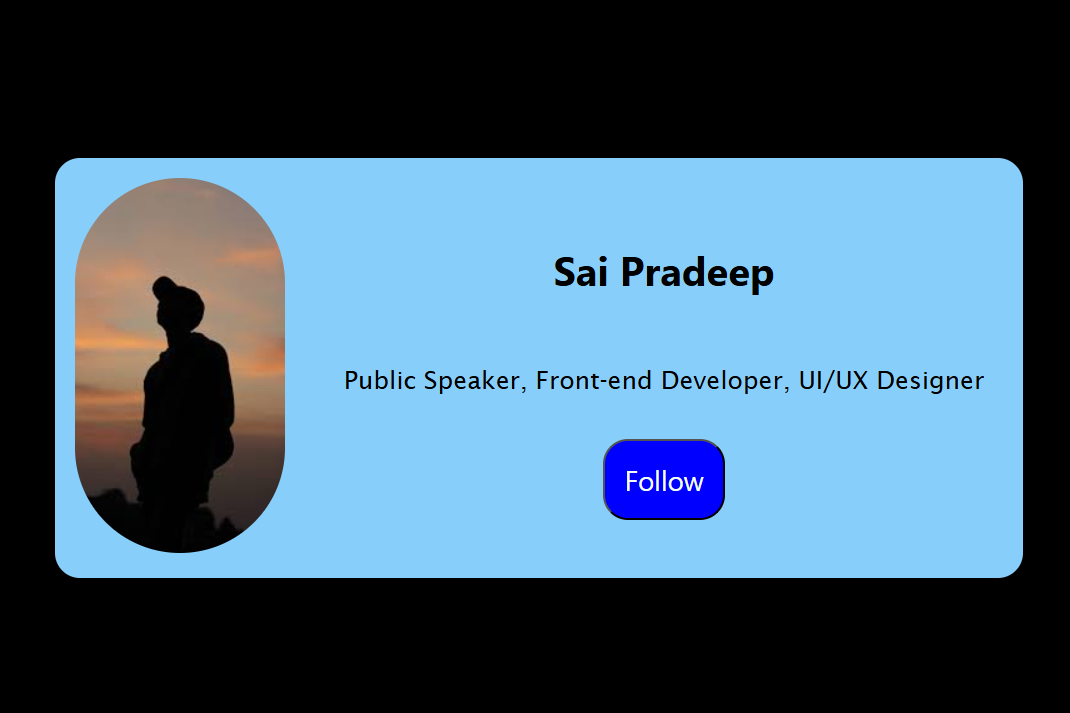 Sai Pradeep
Public Speaker, Front-end Developer, UI/UX Designer
Follow